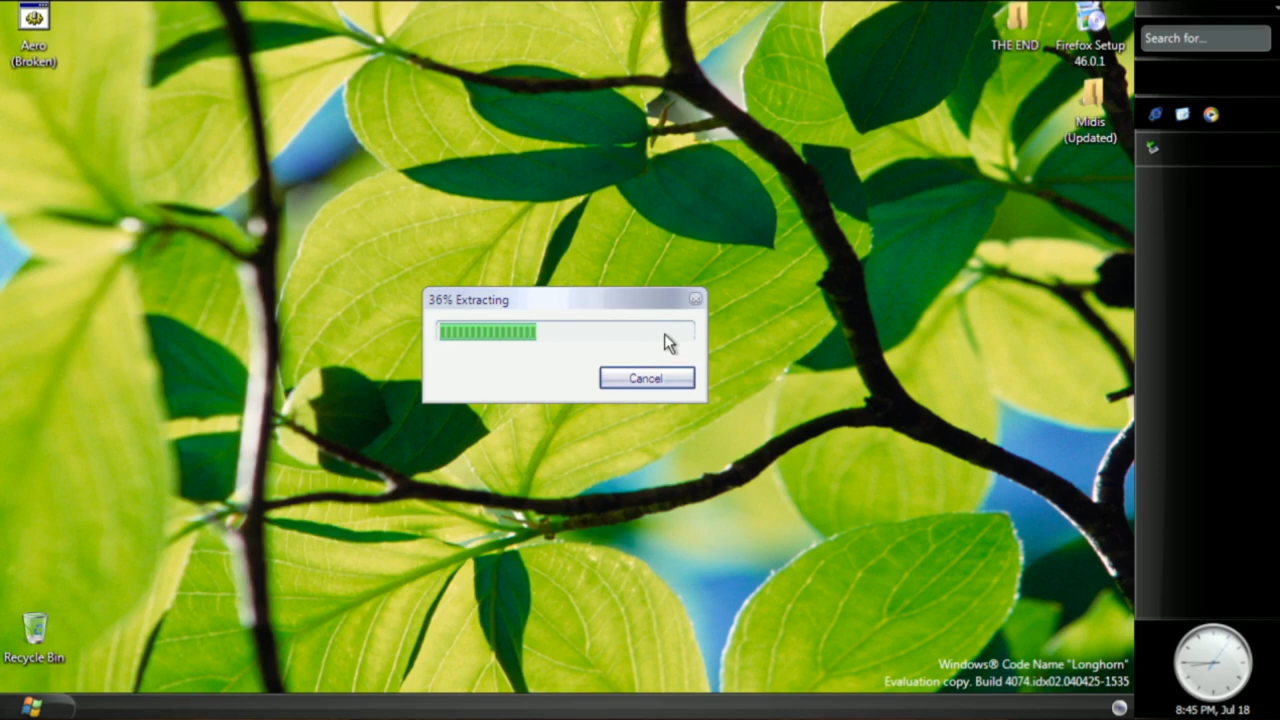 Aero
(Broken)
THE END
Firefox Setup
46.0.1
Midis
(Updated)
Search for...
36% Extracting
Cancel
Recycle Bin
Windows® Code Name "Longhorn"
Evaluation copy. Build 4074.idx02.040425-1535
8:45 PM, Jul 18